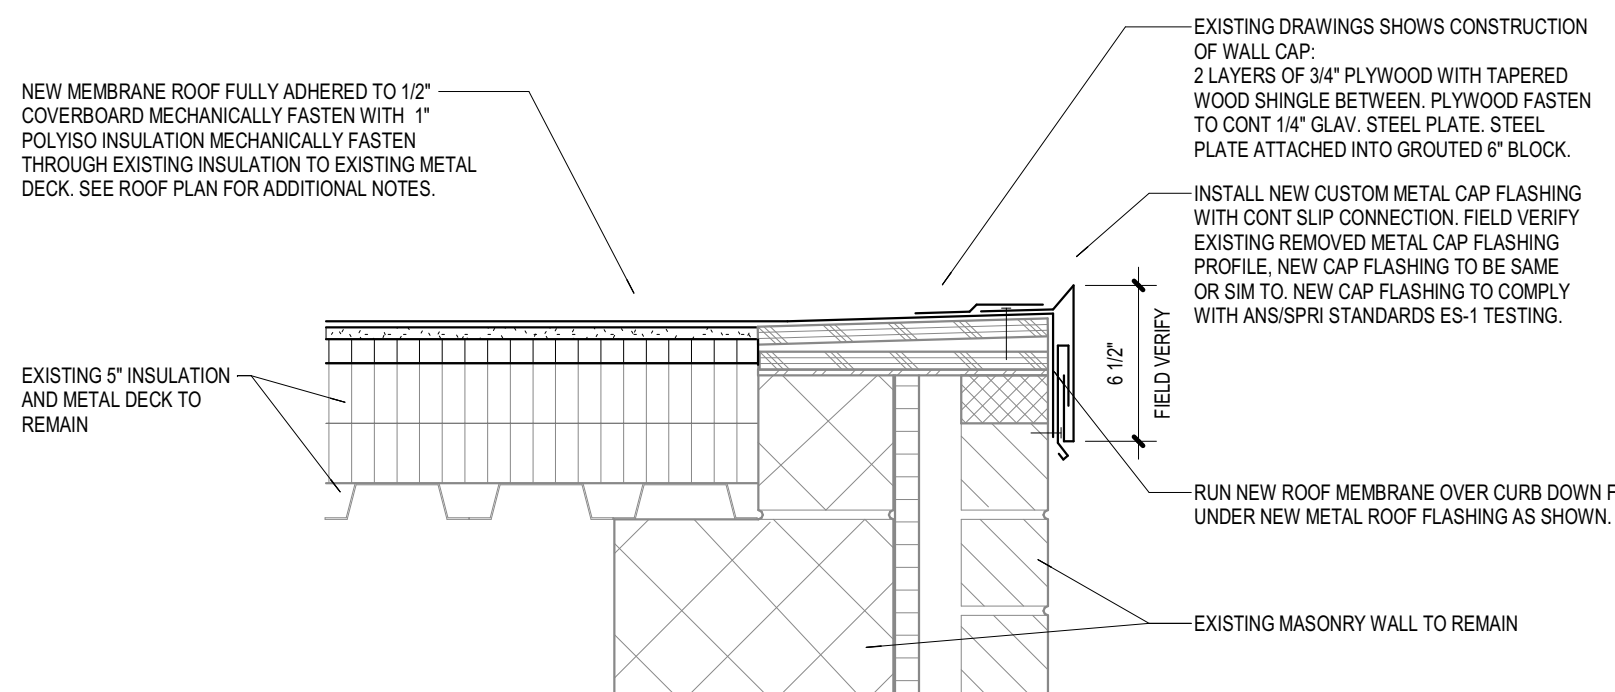 NEW MEMBRANE ROOF FULLY ADHERED TO 1/2"
COVERBOARD MECHANICALLY FASTEN WITH 1"
POLYISO INSULATION MECHANICALLY FASTEN
THROUGH EXISTING INSULATION TO EXISTING METAL
DECK. SEE ROOF PLAN FOR ADDITIONAL NOTES.
EXISTING 5" INSULATION
AND METAL DECK TO
REMAIN
EXISTING DRAWINGS SHOWS CONSTRUCTION
OF WALL CAP:
2 LAYERS OF 3/4" PLYWOOD WITH TAPERED
WOOD SHINGLE BETWEEN. PLYWOOD FASTEN
TO CONT 1/4" GLAV. STEEL PLATE. STEEL
PLATE ATTACHED INTO GROUTED 6" BLOCK.
INSTALL NEW CUSTOM METAL CAP FLASHING
WITH CONT SLIP CONNECTION. FIELD VERIFY
EXISTING REMOVED METAL CAP FLASHING
PROFILE, NEW CAP FLASHING TO BE SAME
OR SIM TO. NEW CAP FLASHING TO COMPLY
WITH ANS/SPRI STANDARDS ES-1 TESTING.
6 1/2"
FIELD VERIFY
RUN NEW ROOF MEMBRANE OVER CURB DOWN F
UNDER NEW METAL ROOF FLASHING AS SHOWN.
EXISTING MASONRY WALL TO REMAIN